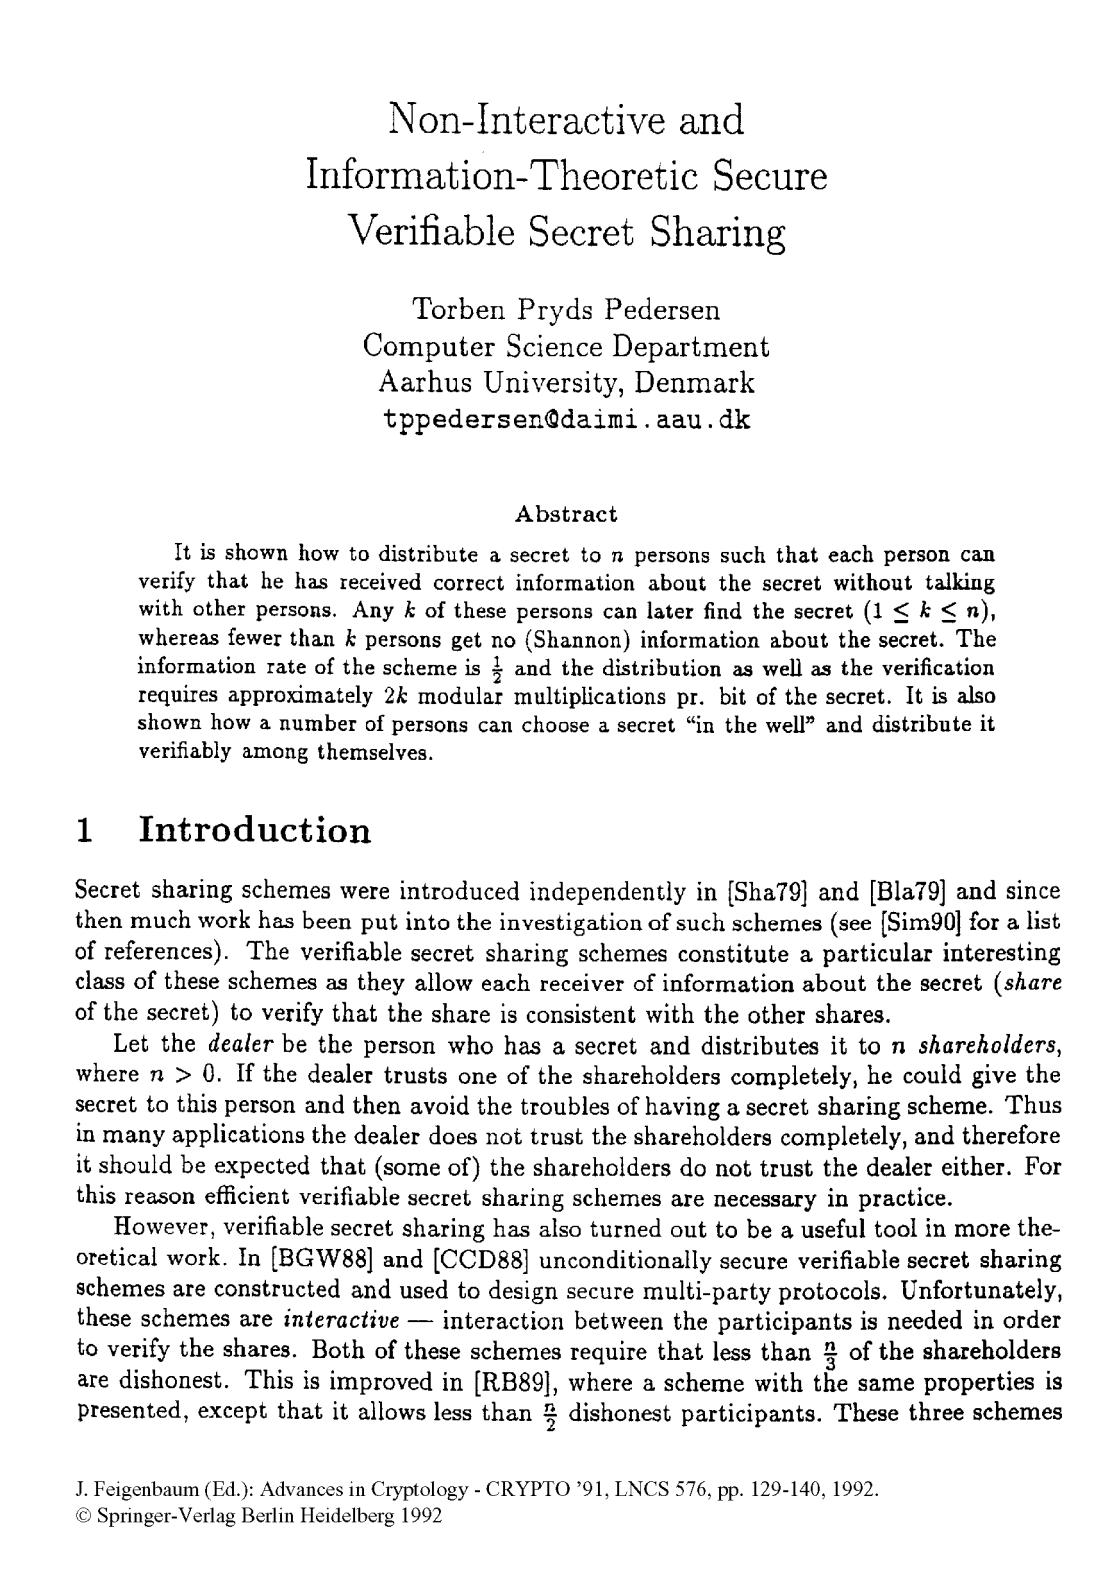 Non-Interactive and
Information-Theoretic Secure
Verifiable Secret Sharing
Torben Pryds Pedersen
Computer Science Department
Aarhus University, Denmark
tppedersen@daimi.aau.dk
Abstract
It is shown how to distribute a secret to n persons such that each person can
verify that he has received correct information about the secret without talking
with other persons. Any k of these persons can later find the secret (1 ≤ k ≤ n),
whereas fewer than k persons get no (Shannon) information about the secret. The
information rate of the scheme is 1/2 and the distribution as well as the verification
requires approximately 2k modular multiplications pr. bit of the secret. It is also
shown how a number of persons can choose a secret “in the well” and distribute it
verifiably among themselves.
1 Introduction
Secret sharing schemes were introduced independently in [Sha79] and [Bla79] and since
then much work has been put into the investigation of such schemes (see [Sim90] for a list
of references). The verifiable secret sharing schemes constitute a particular interesting
class of these schemes as they allow each receiver of information about the secret (share
of the secret) to verify that the share is consistent with the other shares.
Let the dealer be the person who has a secret and distributes it to n shareholders,
where n > 0. If the dealer trusts one of the shareholders completely, he could give the
secret to this person and then avoid the troubles of having a secret sharing scheme. Thus
in many applications the dealer does not trust the shareholders completely, and therefore
it should be expected that (some of) the shareholders do not trust the dealer either. For
this reason efficient verifiable secret sharing schemes are necessary in practice.
However, verifiable secret sharing has also turned out to be a useful tool in more the-
oretical work. In [BGW88] and [CCD88] unconditionally secure verifiable secret sharing
schemes are constructed and used to design secure multi-party protocols. Unfortunately,
these schemes are interactive — interaction between the participants is needed in order
to verify the shares. Both of these schemes require that less than n/3 of the shareholders
are dishonest. This is improved in [RB89], where a scheme with the same properties is
presented, except that it allows less than n/2 dishonest participants. These three schemes
J. Feigenbaum (Ed.): Advances in Cryptology - CRYPTO ’91, LNCS 576, pp. 129-140, 1992.
© Springer-Verlag Berlin Heidelberg 1992